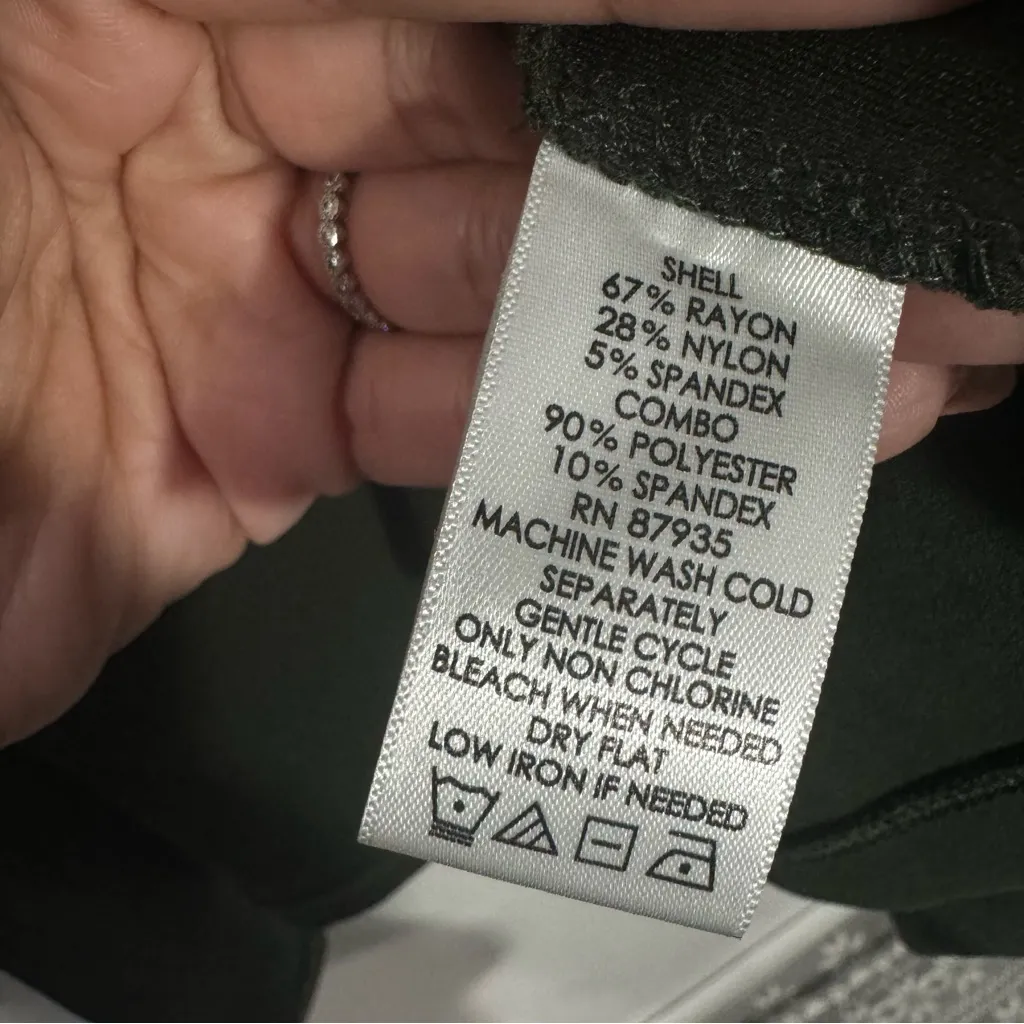 SHELL
67% RAYON
28% NYLON
5% SPANDEX
COMBO
90% POLYESTER
10% SPANDEX
RN 87935
MACHINE WASH COLD
SEPARATELY
GENTLE CYCLE
ONLY NON CHLORINE
BLEACH WHEN NEEDED
DRY FLAT
LOW IRON IF NEEDED